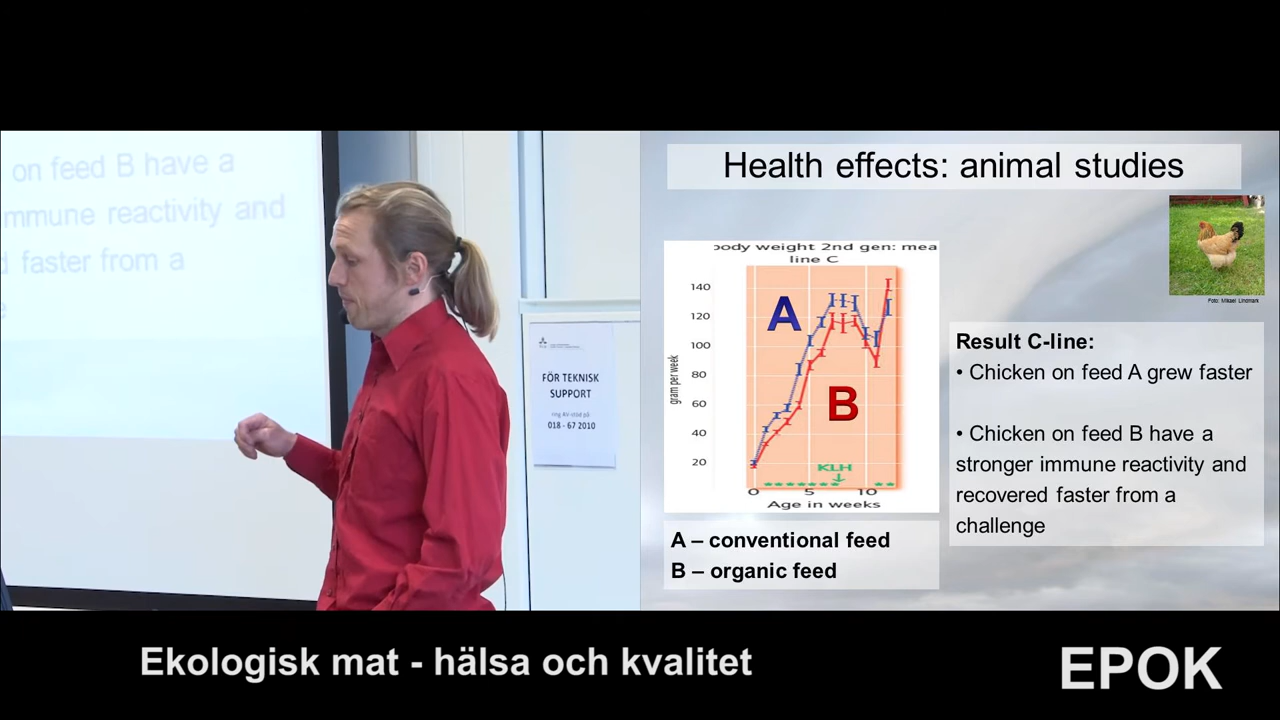 on feed B have a
mmune reactivity and
faster from a
FÖR TEKNISK
SUPPORT
ring AV-stöd på
018 - 67 2010
Health effects: animal studies
Foto: Mikael Lindmark
body weight 2nd gen: mea
line C
140
120
100
80
60
40
20
gram per week
A
B
KLH
0 5 10
Age in weeks
A – conventional feed
B – organic feed
Result C-line:
• Chicken on feed A grew faster
• Chicken on feed B have a
stronger immune reactivity and
recovered faster from a
challenge
Ekologisk mat - hälsa och kvalitet
EPOK